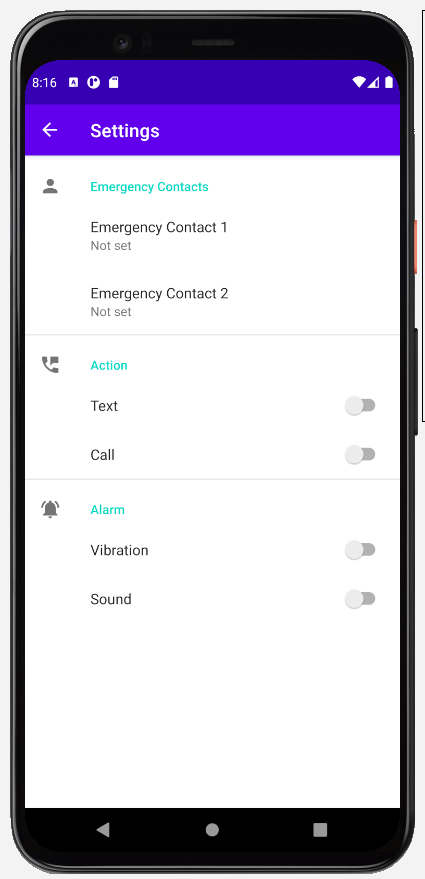 8:16
Settings
Emergency Contacts
Emergency Contact 1
Not set
Emergency Contact 2
Not set
Action
Text
Call
Alarm
Vibration
Sound